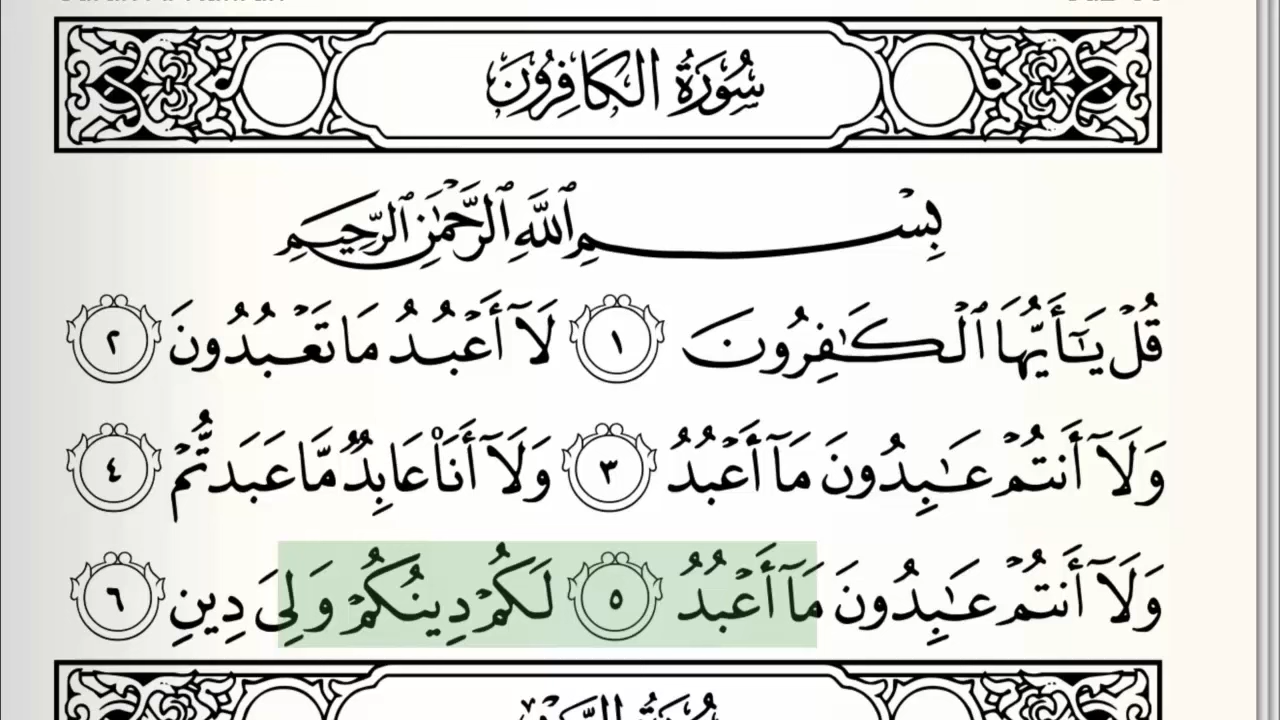 سُورَةُ الكَافِرُونَ
بِسْمِ ٱللَّهِ ٱلرَّحْمَٰنِ ٱلرَّحِيمِ
قُلْ يَٰٓأَيُّهَا ٱلْكَٰفِرُونَ ١ لَآ أَعْبُدُ مَا تَعْبُدُونَ ٢
وَلَآ أَنتُمْ عَٰبِدُونَ مَآ أَعْبُدُ ٣ وَلَآ أَنَا۠ عَابِدٌ مَّا عَبَدتُّمْ ٤
وَلَآ أَنتُمْ عَٰبِدُونَ مَآ أَعْبُدُ ٥ لَكُمْ دِينُكُمْ وَلِىَ دِينِ ٦